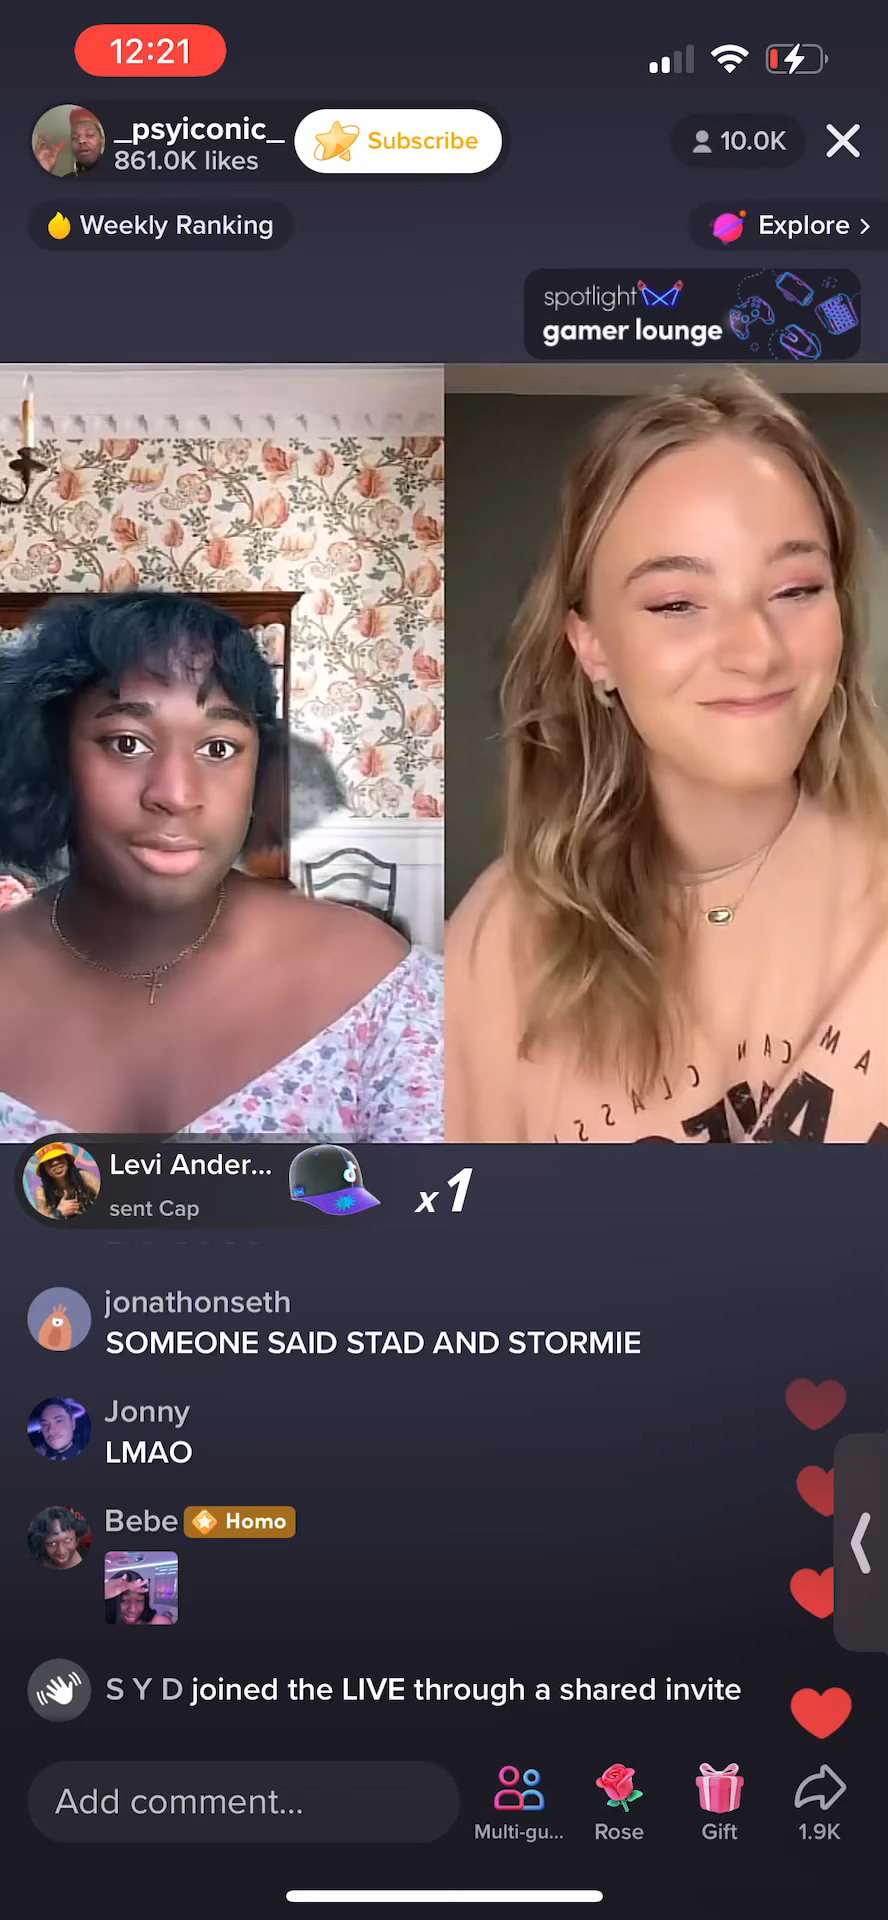 12:21
_psyiconic_
861.0K likes
Subscribe
10.0K
Weekly Ranking
Explore >
spotlight
gamer lounge
Levi Ander...
sent Cap
x1
jonathonseth
SOMEONE SAID STAD AND STORMIE
Jonny
LMAO
Bebe Homo
S Y D joined the LIVE through a shared invite
Add comment...
Multi-gu...
Rose
Gift
1.9K